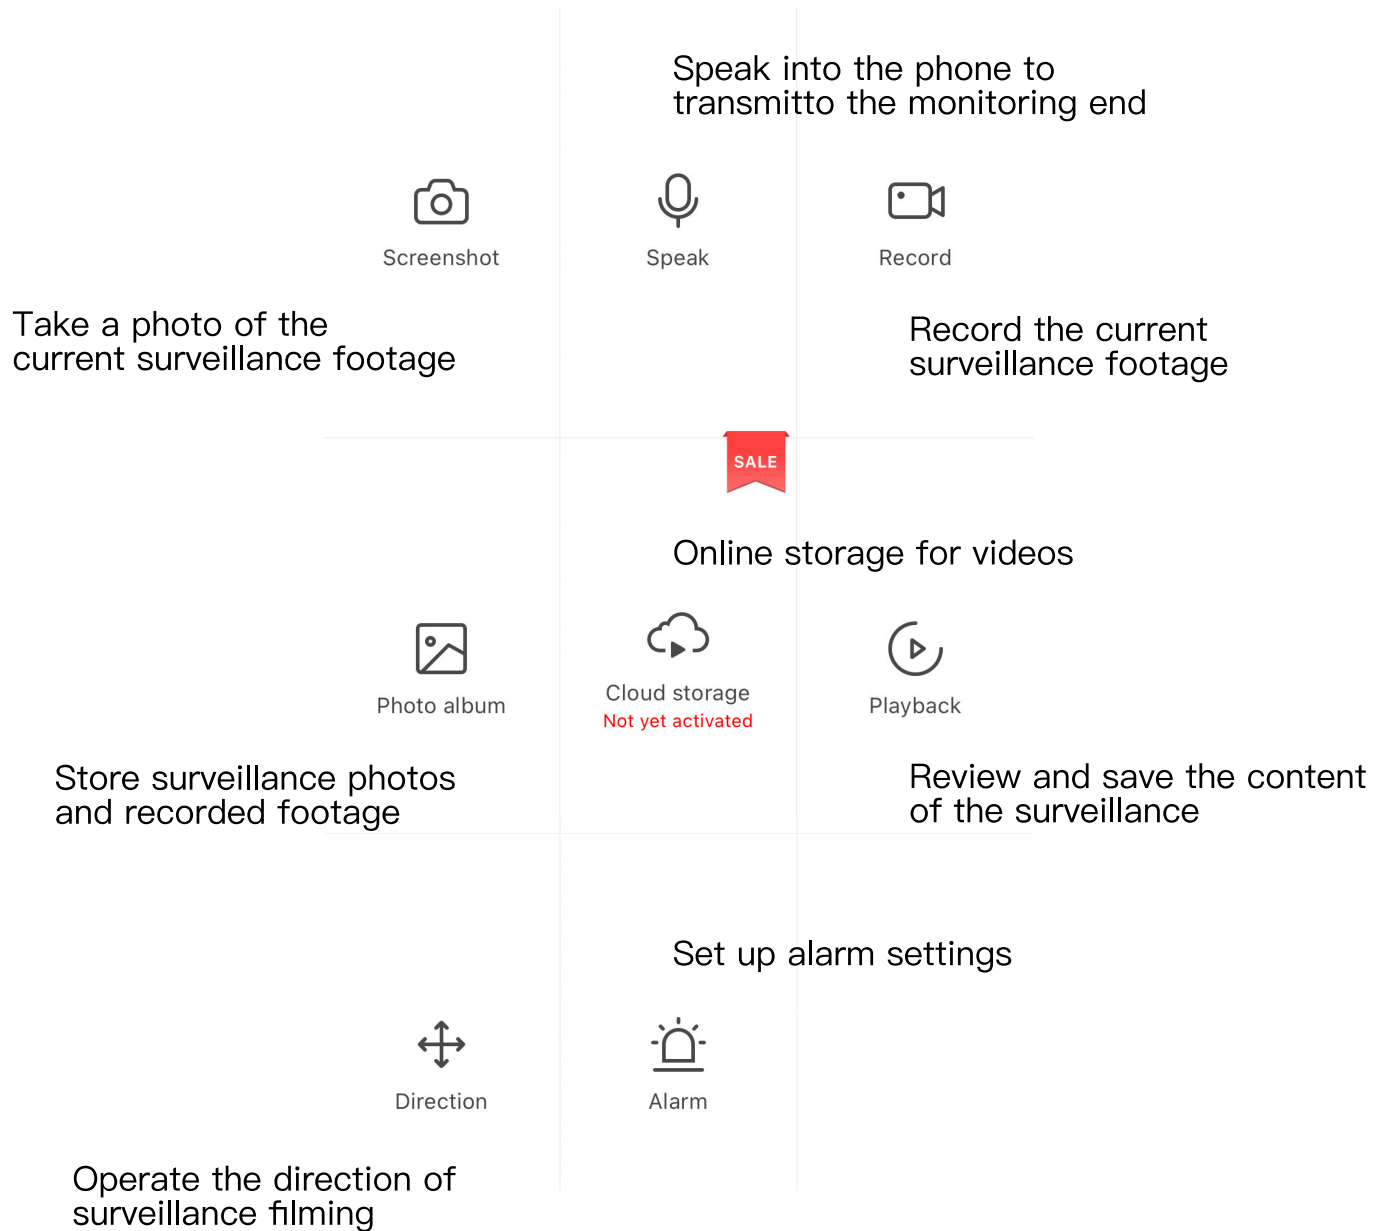 Speak into the phone to
transmitto the monitoring end
Screenshot
Speak
Record
Take a photo of the
current surveillance footage
Record the current
surveillance footage
SALE
Online storage for videos
Photo album
Cloud storage
Not yet activated
Playback
Store surveillance photos
and recorded footage
Review and save the content
of the surveillance
Set up alarm settings
Direction
Alarm
Operate the direction of
surveillance filming